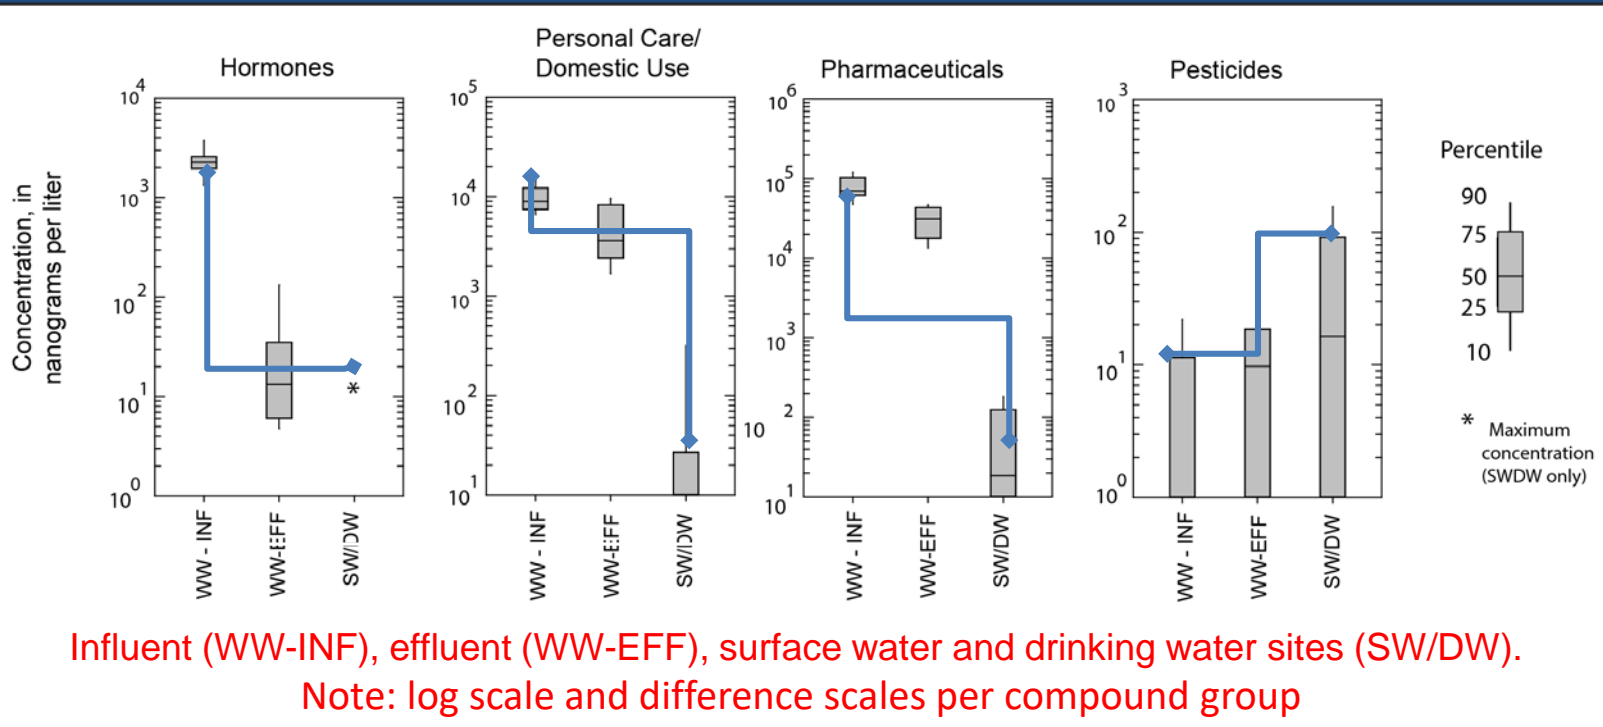 Personal Care/
Hormones Domestic Use Pharmaceuticals Pesticides
Concentration, in
nanograms per liter
10^4
10^3
10^2
10^1
10^0
WW - INF
WW-EFF
SW/DW
10^5
10^4
10^3
10^2
10^1
WW - INF
WW-EFF
SW/DW
10^6
10^5
10^4
10^3
10 2
10^1
WW - INF
WW-EFF
SW/DW
10^3
10^2
10^1
10^0
WW - INF
WW-EFF
SW/DW
Percentile
90
75
50
25
10
* Maximum
concentration
(SWDW only)
*
Influent (WW-INF), effluent (WW-EFF), surface water and drinking water sites (SW/DW).
Note: log scale and difference scales per compound group